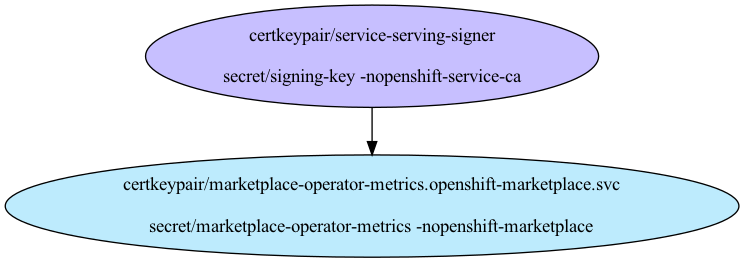 certkeypair/service-serving-signer
secret/signing-key -nopenshift-service-ca
certkeypair/marketplace-operator-metrics.openshift-marketplace.svc
secret/marketplace-operator-metrics -nopenshift-marketplace